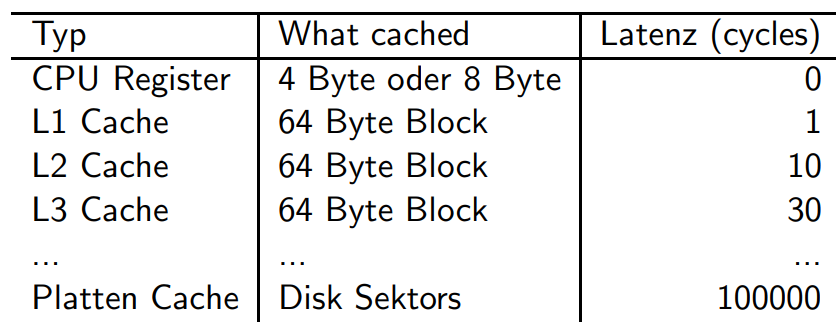 Typ What cached Latenz (cycles)
CPU Register 4 Byte oder 8 Byte 0
L1 Cache 64 Byte Block 1
L2 Cache 64 Byte Block 10
L3 Cache 64 Byte Block 30
... ... ...
Platten Cache Disk Sektors 100000